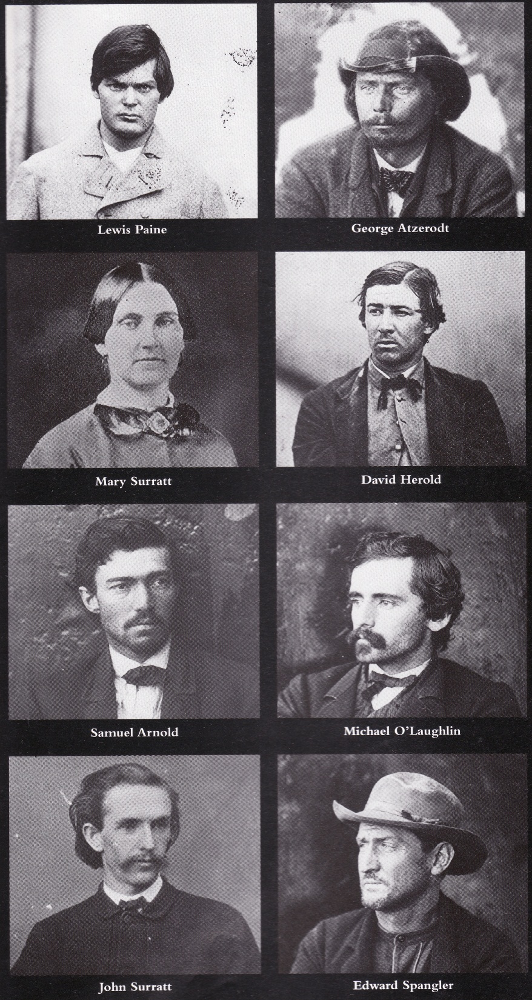 Lewis Paine
George Atzerodt
Mary Surratt
David Herold
Samuel Arnold
Michael O'Laughlin
John Surratt
Edward Spangler